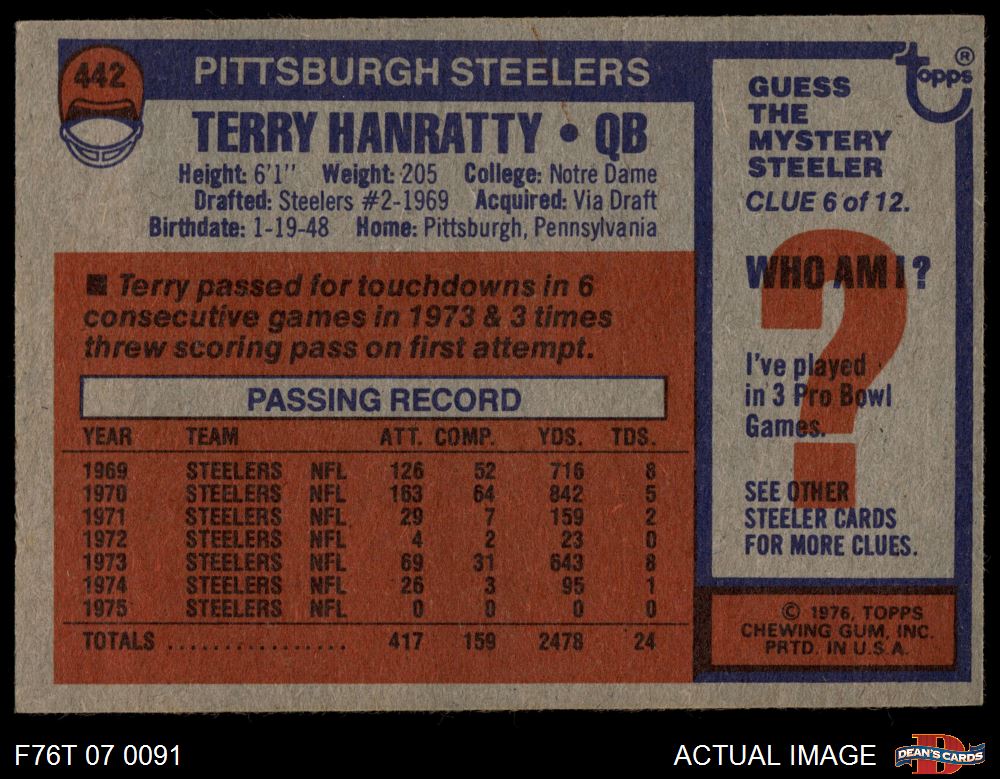 442
PITTSBURGH STEELERS
TERRY HANRATTY • QB
Height: 6'1" Weight: 205 College: Notre Dame
Drafted: Steelers #2-1969 Acquired: Via Draft
Birthdate: 1-19-48 Home: Pittsburgh, Pennsylvania
■ Terry passed for touchdowns in 6
consecutive games in 1973 & 3 times
threw scoring pass on first attempt.
PASSING RECORD
YEAR TEAM ATT. COMP. YDS. TDS.
1969 STEELERS NFL 126 52 716 8
1970 STEELERS NFL 163 64 842 5
1971 STEELERS NFL 29 7 159 2
1972 STEELERS NFL 4 2 23 0
1973 STEELERS NFL 69 31 643 8
1974 STEELERS NFL 26 3 95 1
1975 STEELERS NFL 0 0 0 0
TOTALS ................ 417 159 2478 24
Topps ®
GUESS
THE
MYSTERY
STEELER
CLUE 6 of 12.
WHO AM I?
?
I've played
in 3 Pro Bowl
Games.
SEE OTHER
STEELER CARDS
FOR MORE CLUES.
© 1976, TOPPS
CHEWING GUM, INC.
PRTD. IN U.S.A.
F76T 07 0091
ACTUAL IMAGE
D
DEAN'S CARDS